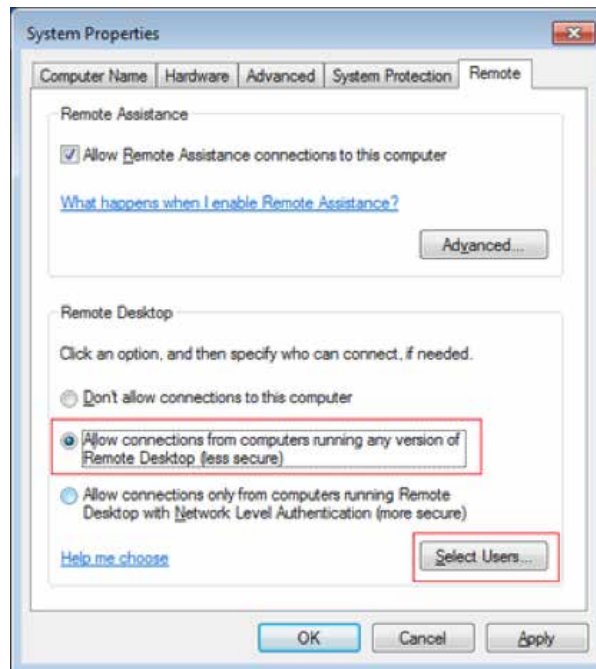 System Properties
Computer Name Hardware Advanced System Protection Remote
Remote Assistance
Allow Remote Assistance connections to this computer
What happens when I enable Remote Assistance?
Advanced...
Remote Desktop
Click an option, and then specify who can connect, if needed.
Don't allow connections to this computer
Allow connections from computers running any version of
Remote Desktop (less secure)
Allow connections only from computers running Remote
Desktop with Network Level Authentication (more secure)
Help me choose
Select Users...
OK Cancel Apply